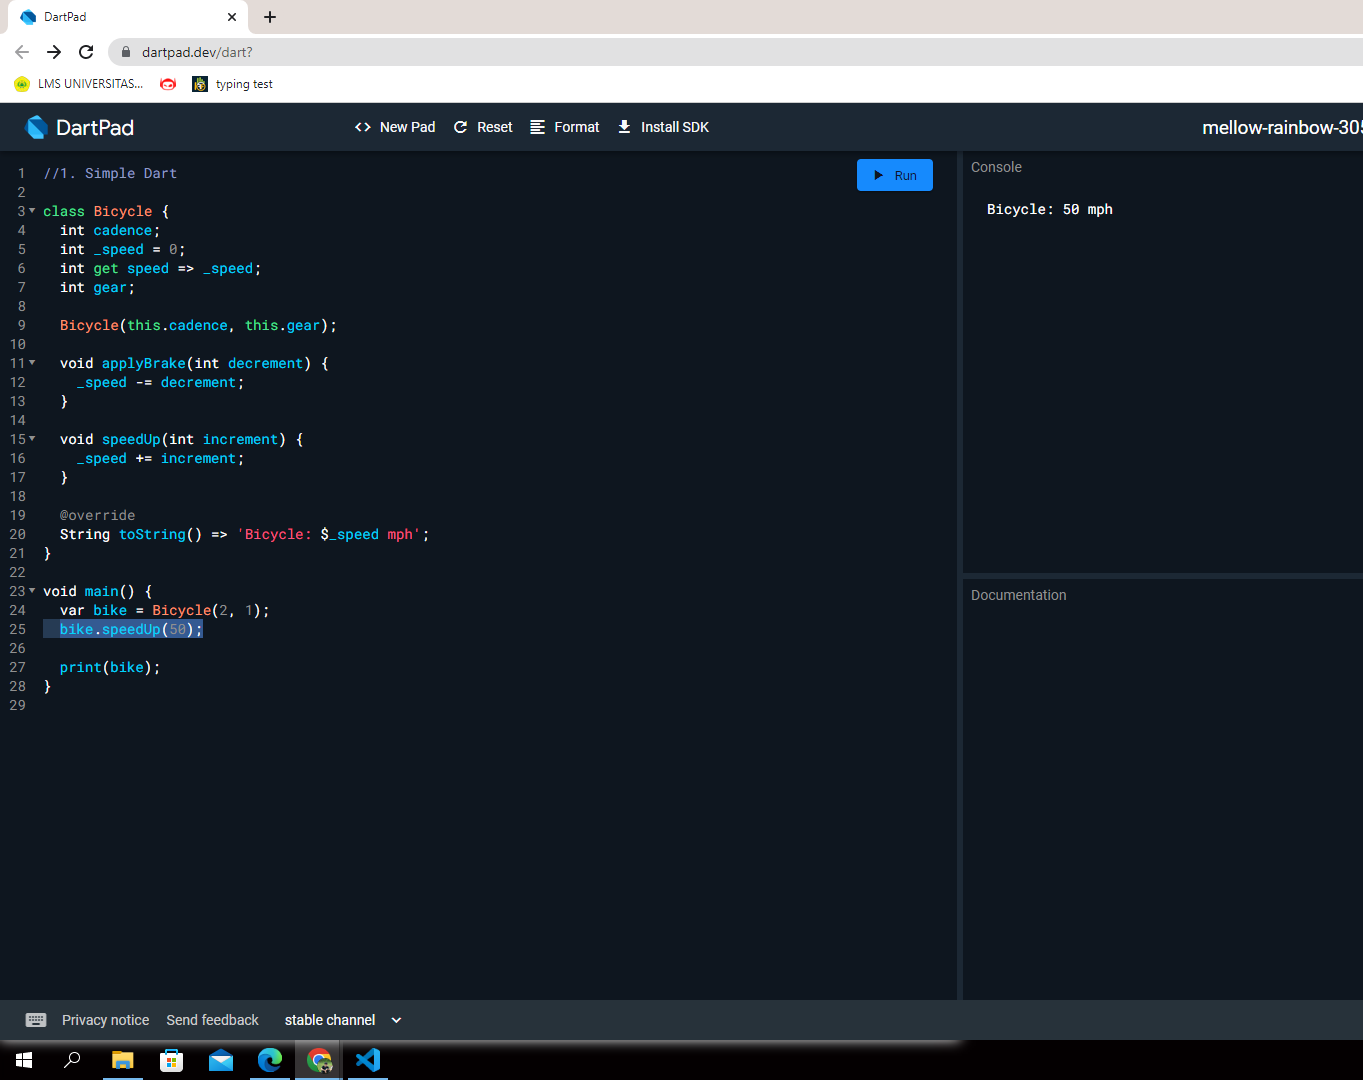 DartPad
dartpad.dev/dart?
LMS UNIVERSITAS...
typing test
DartPad
New Pad
Reset
Format
Install SDK
mellow-rainbow-305
1 //1. Simple Dart
2
3 class Bicycle {
4 int cadence;
5 int _speed = 0;
6 int get speed => _speed;
7 int gear;
8
9 Bicycle(this.cadence, this.gear);
10
11 void applyBrake(int decrement) {
12 _speed -= decrement;
13 }
14
15 void speedUp(int increment) {
16 _speed += increment;
17 }
18
19 @override
20 String toString() => 'Bicycle: $_speed mph';
21 }
22
23 void main() {
24 var bike = Bicycle(2, 1);
25 bike.speedUp(50);
26
27 print(bike);
28 }
29
Run
Console
Bicycle: 50 mph
Documentation
Privacy notice
Send feedback
stable channel